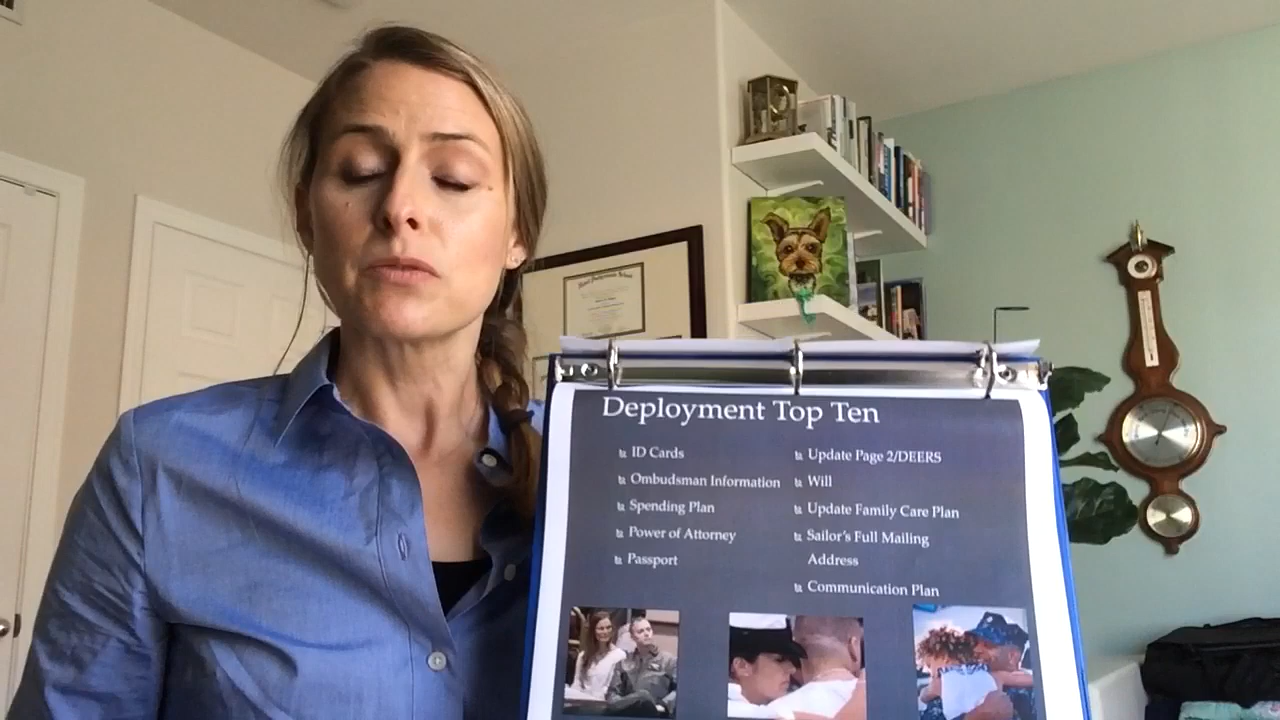 Deployment Top Ten
ID Cards
Ombudsman Information
Spending Plan
Power of Attorney
Passport
Update Page 2/DEERS
Will
Update Family Care Plan
Sailor's Full Mailing
Address
Communication Plan